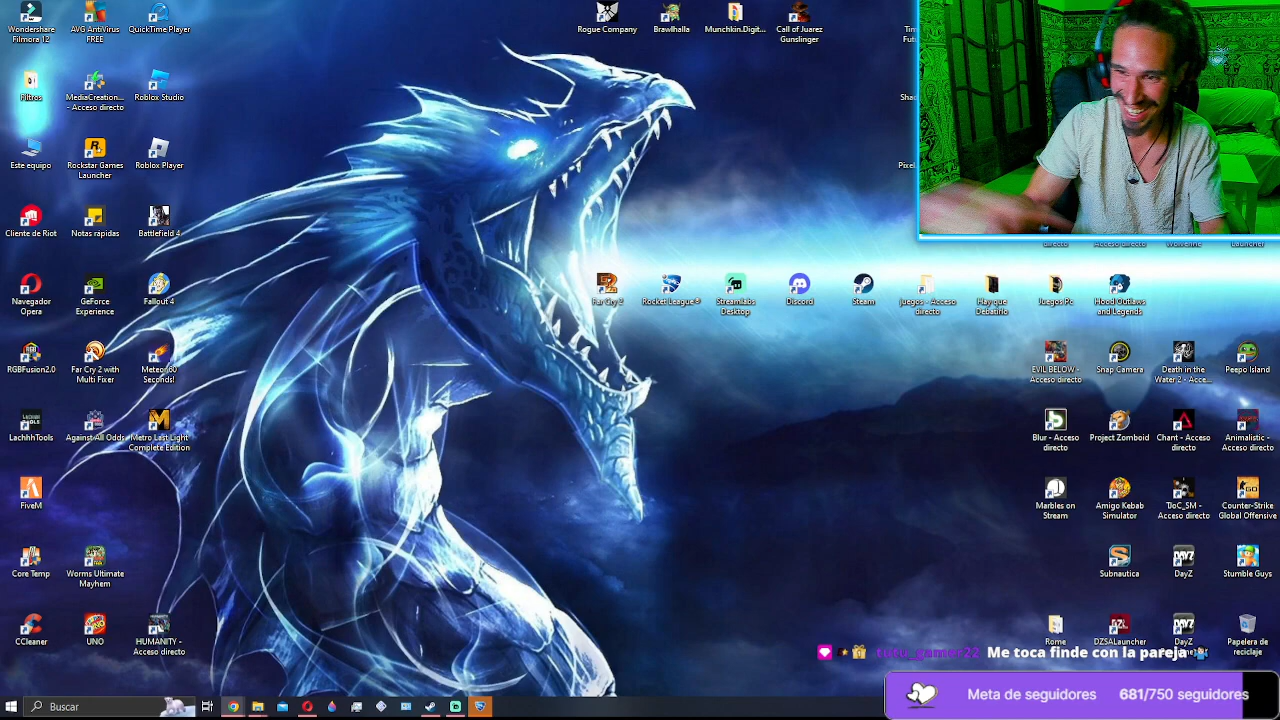 Wondershare
Filmora 12
AVG AntiVirus
FREE
QuickTime Player
Rogue Company
Brawlhalla
Munchkin.Digit...
Call of Juarez
Gunslinger
Filtros
MediaCreation...
- Acceso directo
Roblox Studio
Este equipo
Rockstar Games
Launcher
Roblox Player
Cliente de Riot
Notas rápidas
Battlefield 4
directo
Acceso directo
Launcher
Navegador
Opera
GeForce
Experience
Fallout 4
Far Cry 2
Rocket League®
Streamlabs
Desktop
Discord
Steam
Juegos - Acceso
directo
Hay que
Debatirlo
Juegos Pc
Hood Outlaws
and Legends
RGBFusion2.0
Far Cry 2 with
Multi Fixer
Meteor 60
Seconds!
EVIL BELOW -
Acceso directo
Snap Camera
Death in the
Water 2 - Acce...
Peepo Island
LachhhTools
Against All Odds
Metro Last Light
Complete Edition
Blur - Acceso
directo
Project Zomboid
Chant - Acceso
directo
Animalistic -
Acceso directo
FiveM
Marbles on
Stream
Amigo Kebab
Simulator
TloC_SM -
Acceso directo
Counter-Strike
Global Offensive
Core Temp
Worms Ultimate
Mayhem
Subnautica
DayZ
Stumble Guys
CCleaner
UNO
HUMANITY -
Acceso directo
Rome
DZSALauncher
DayZ
Papelera de
reciclaje
Me toca finde con la pareja
Meta de seguidores 681/750 seguidores
Buscar